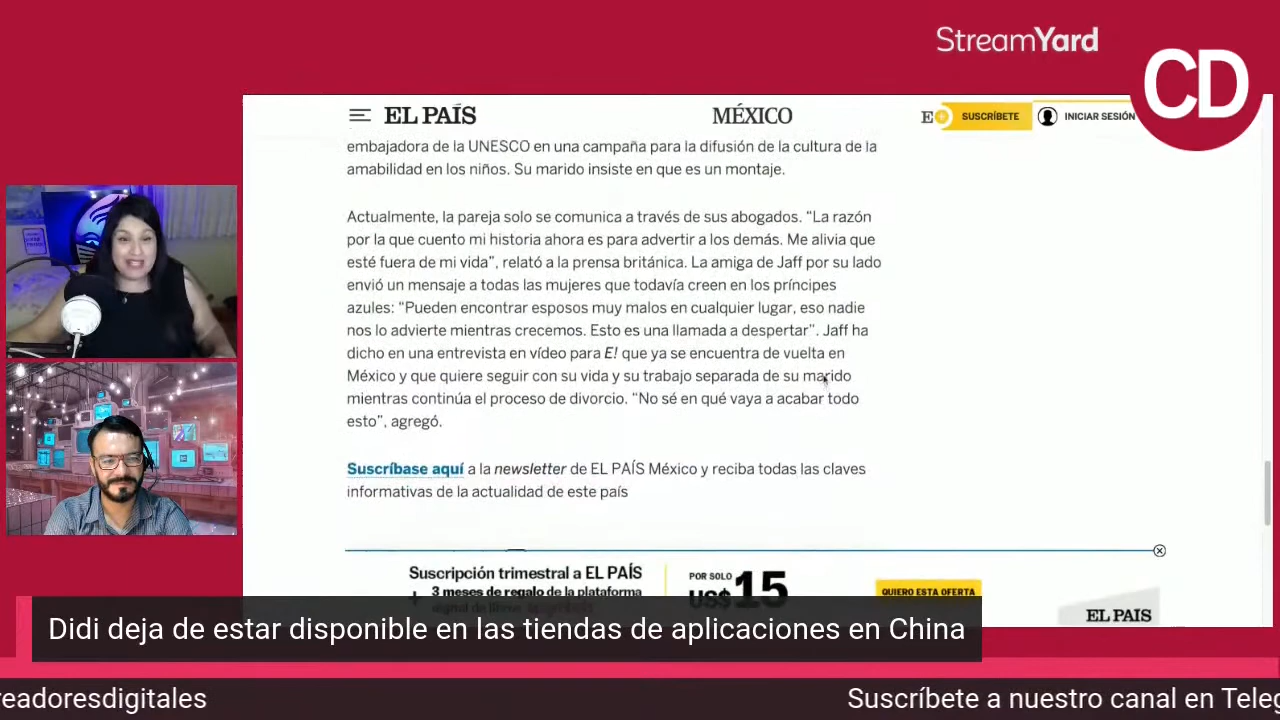 StreamYard
CD
EL PAÍS
MÉXICO
E+ SUSCRÍBETE
INICIAR SESIÓN
embajadora de la UNESCO en una campaña para la difusión de la cultura de la
amabilidad en los niños. Su marido insiste en que es un montaje.
Actualmente, la pareja solo se comunica a través de sus abogados. “La razón
por la que cuento mi historia ahora es para advertir a los demás. Me alivia que
esté fuera de mi vida”, relató a la prensa británica. La amiga de Jaff por su lado
envió un mensaje a todas las mujeres que todavía creen en los príncipes
azules: “Pueden encontrar esposos muy malos en cualquier lugar, eso nadie
nos lo advierte mientras crecemos. Esto es una llamada a despertar”. Jaff ha
dicho en una entrevista en vídeo para E! que ya se encuentra de vuelta en
México y que quiere seguir con su vida y su trabajo separada de su marido
mientras continúa el proceso de divorcio. “No sé en qué vaya a acabar todo
esto”, agregó.
Suscríbase aquí a la newsletter de EL PAÍS México y reciba todas las claves
informativas de la actualidad de este país
Suscripción trimestral a EL PAÍS
+ 3 meses de regalo de la plataforma
POR SOLO
US$15
QUIERO ESTA OFERTA
EL PAIS
Didi deja de estar disponible en las tiendas de aplicaciones en China
readoresdigitales
Suscríbete a nuestro canal en Teleg